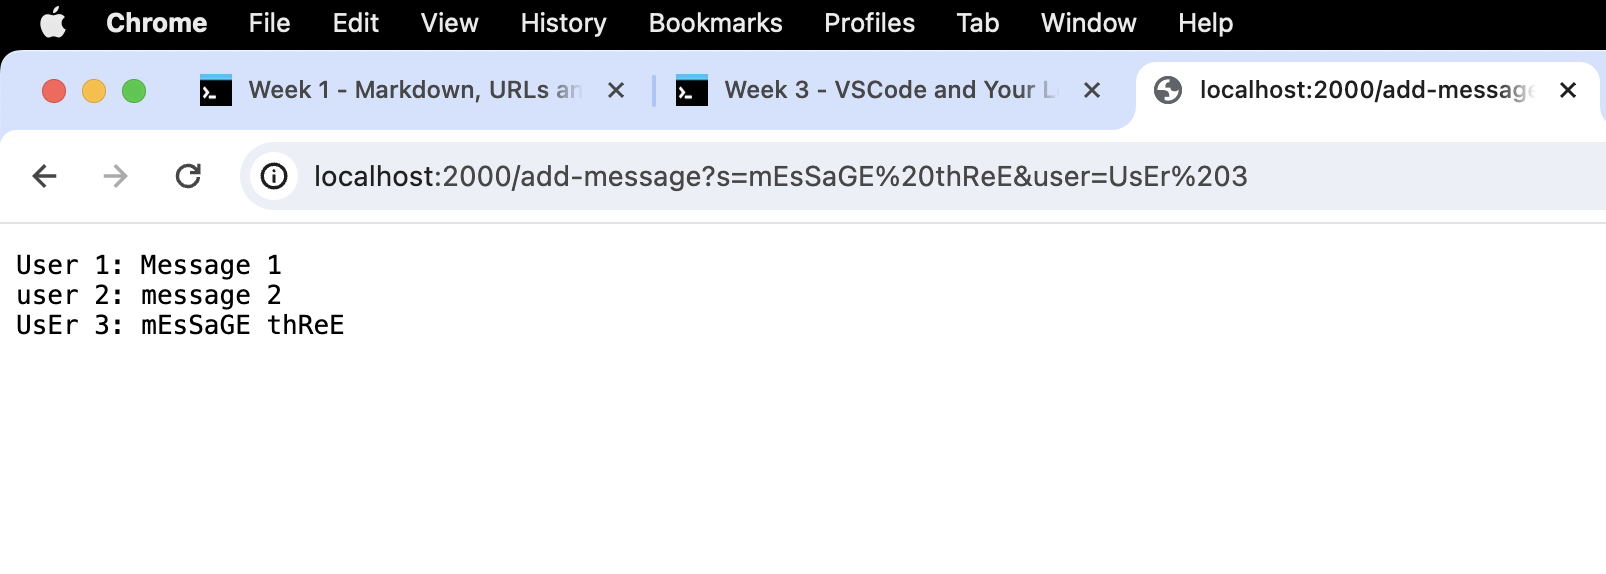 Chrome File Edit View History Bookmarks Profiles Tab Window Help
Week 1 - Markdown, URLs an Week 3 - VSCode and Your L localhost:2000/add-message
localhost:2000/add-message?s=mEsSaGE%20thReE&user=UsEr%203
User 1: Message 1
user 2: message 2
UsEr 3: mEsSaGE thReE